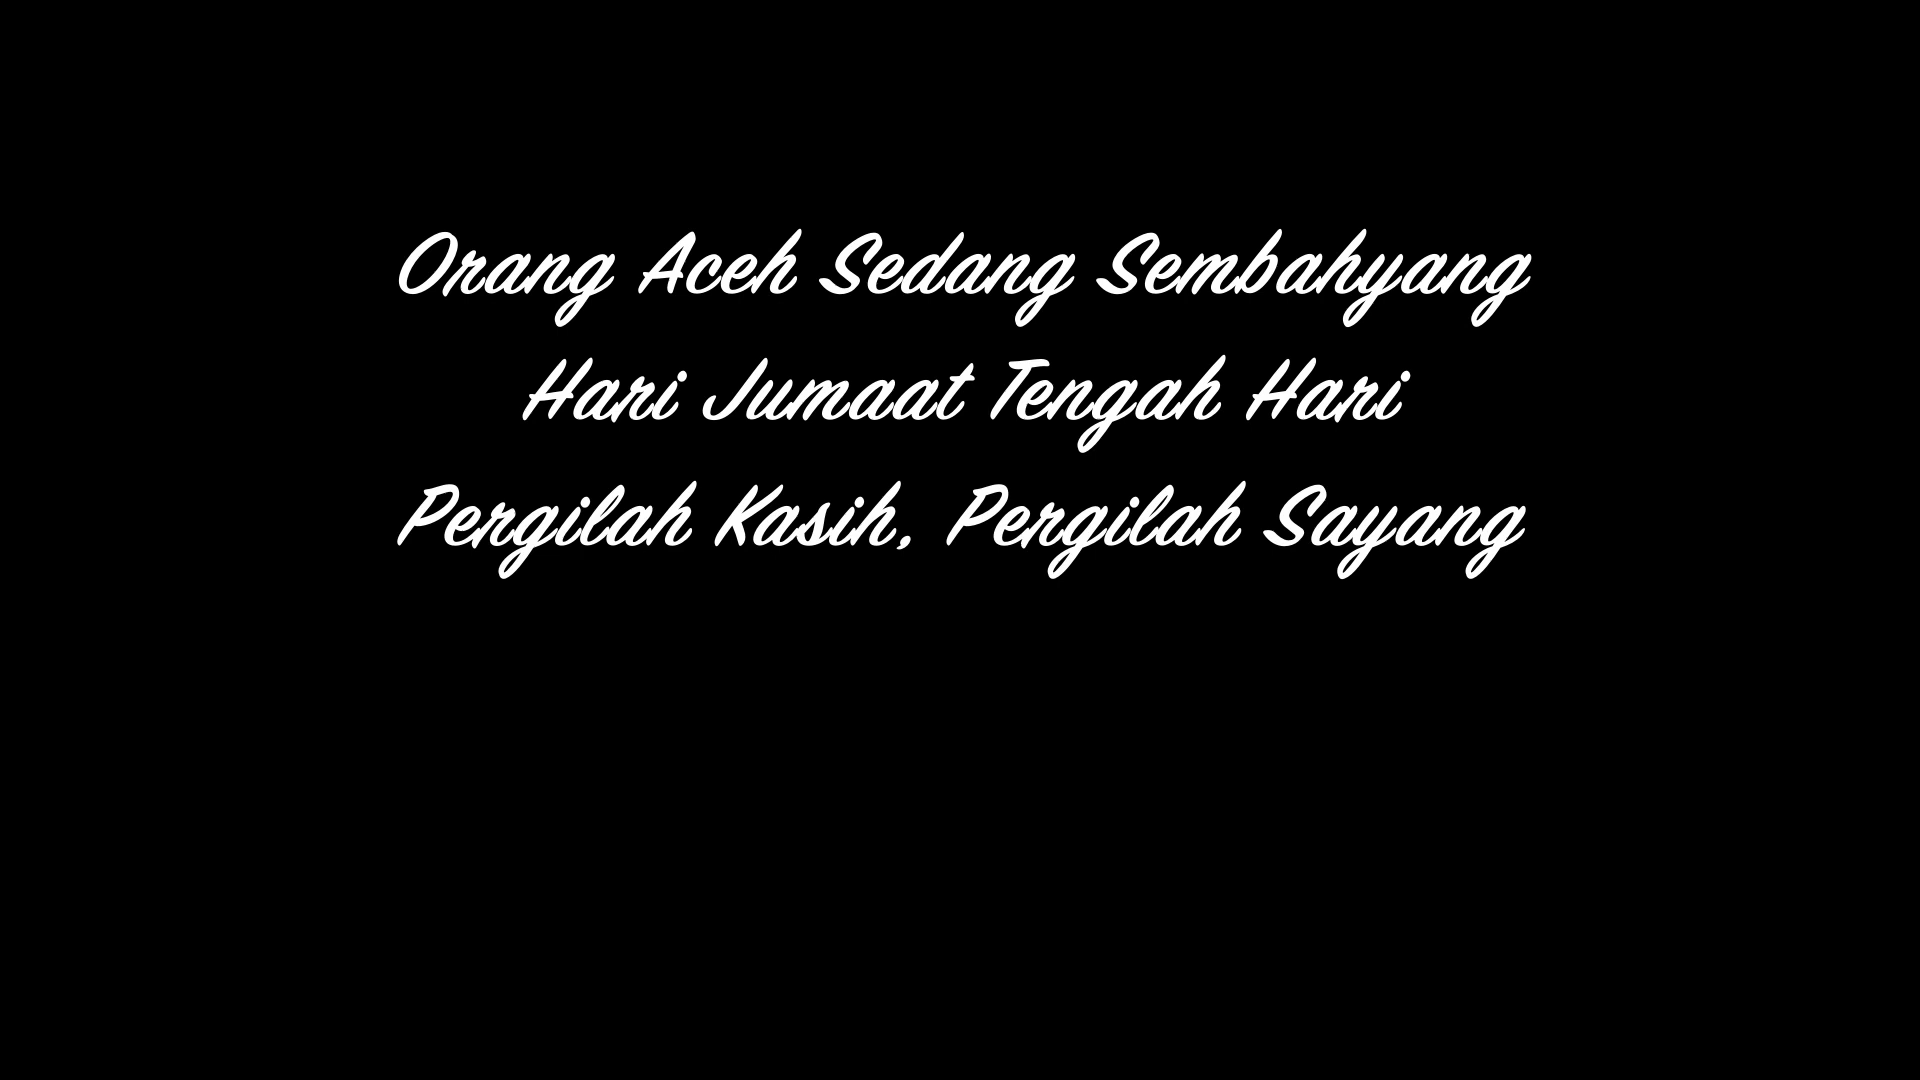 Orang Aceh Sedang Sembahyang
Hari Jumaat Tengah Hari
Pergilah Kasih, Pergilah Sayang